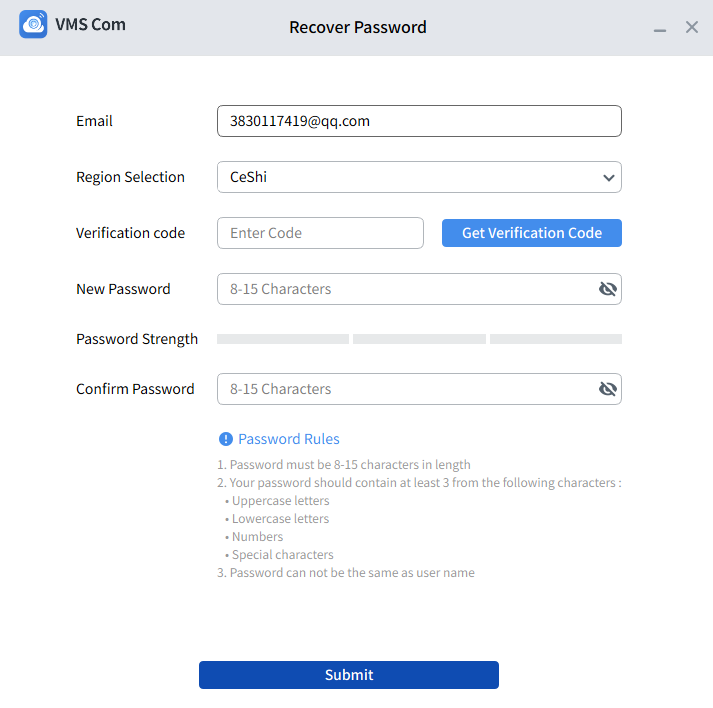 VMS Com
Recover Password
Email
3830117419@qq.com
Region Selection
CeShi
Verification code
Enter Code
Get Verification Code
New Password
8-15 Characters
Password Strength
Confirm Password
8-15 Characters
Password Rules
1. Password must be 8-15 characters in length
2. Your password should contain at least 3 from the following characters :
• Uppercase letters
• Lowercase letters
• Numbers
• Special characters
3. Password can not be the same as user name
Submit